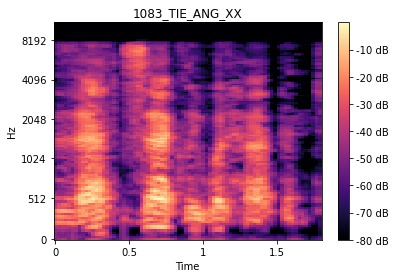 1083_TIE_ANG_XX
8192
4096
2048
1024
512
0
Hz
0
0.5
1
1.5
Time
-10 dB
-20 dB
-30 dB
-40 dB
-50 dB
-60 dB
-70 dB
-80 dB